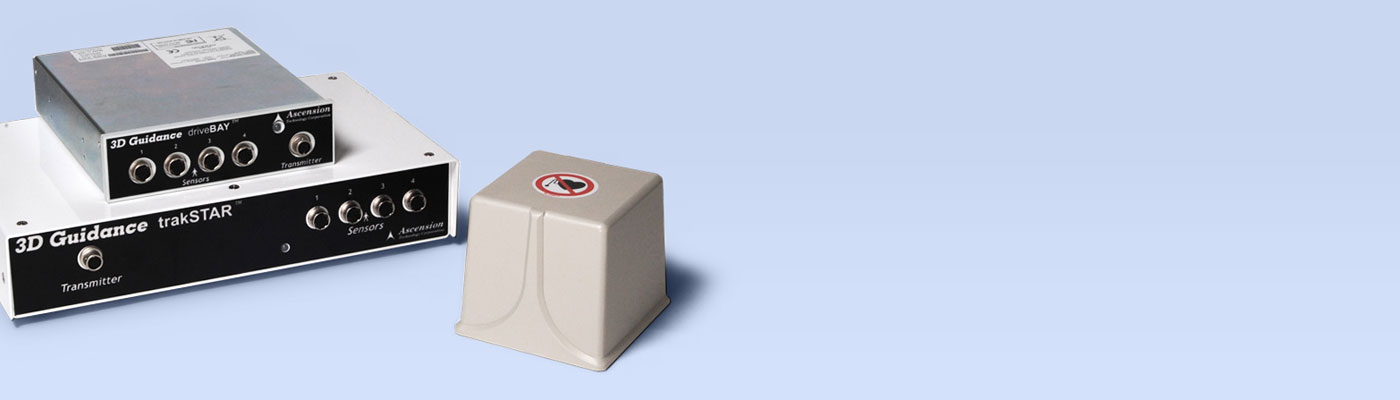 3D Guidance driveBAY™
Ascension
Technology Corporation
1 2 3 4
Sensors
Transmitter
3D Guidance trakSTAR™
1 2 3 4
Sensors
Ascension
Technology Corporation
Transmitter